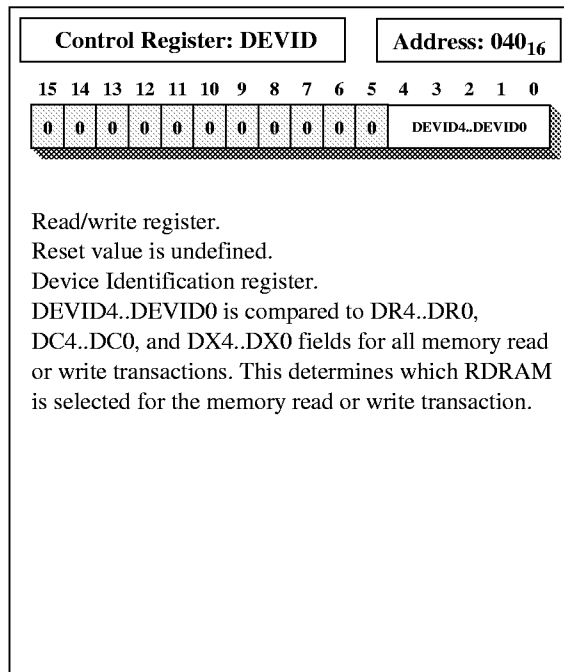 Control Register: DEVID Address: 040₁₆
15 14 13 12 11 10 9 8 7 6 5 4 3 2 1 0
0 0 0 0 0 0 0 0 0 0 0 DEVID4..DEVID0
Read/write register.
Reset value is undefined.
Device Identification register.
DEVID4..DEVID0 is compared to DR4..DR0,
DC4..DC0, and DX4..DX0 fields for all memory read
or write transactions. This determines which RDRAM
is selected for the memory read or write transaction.